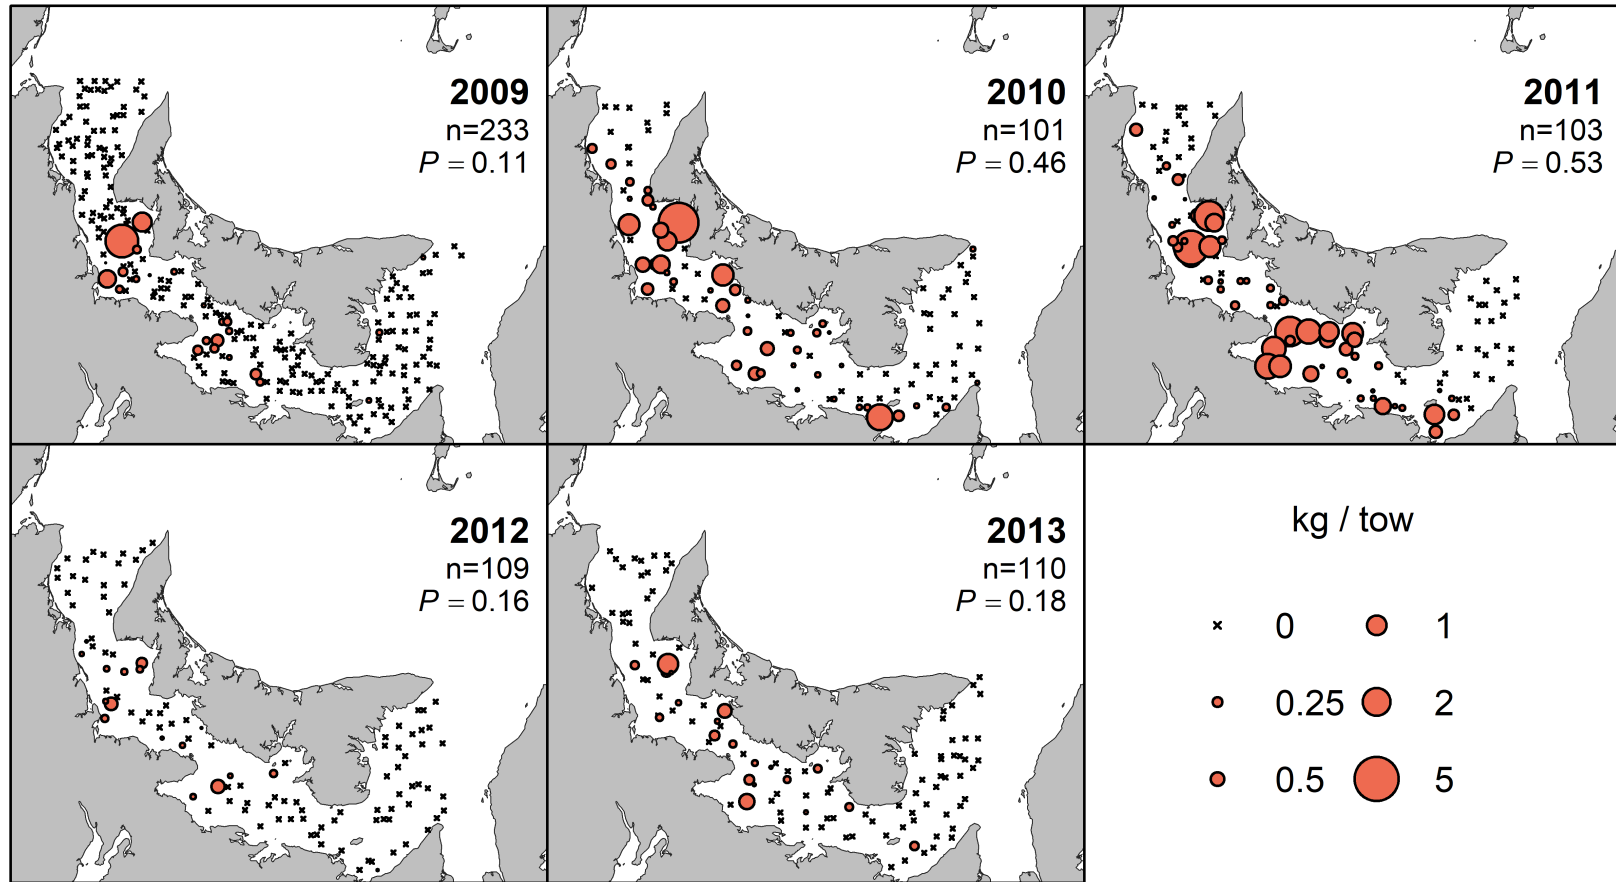 2009
n=233
P = 0.11
2010
n=101
P = 0.46
2011
n=103
P = 0.53
2012
n=109
P = 0.16
2013
n=110
P = 0.18
kg / tow
0 1
0.25 2
0.5 5